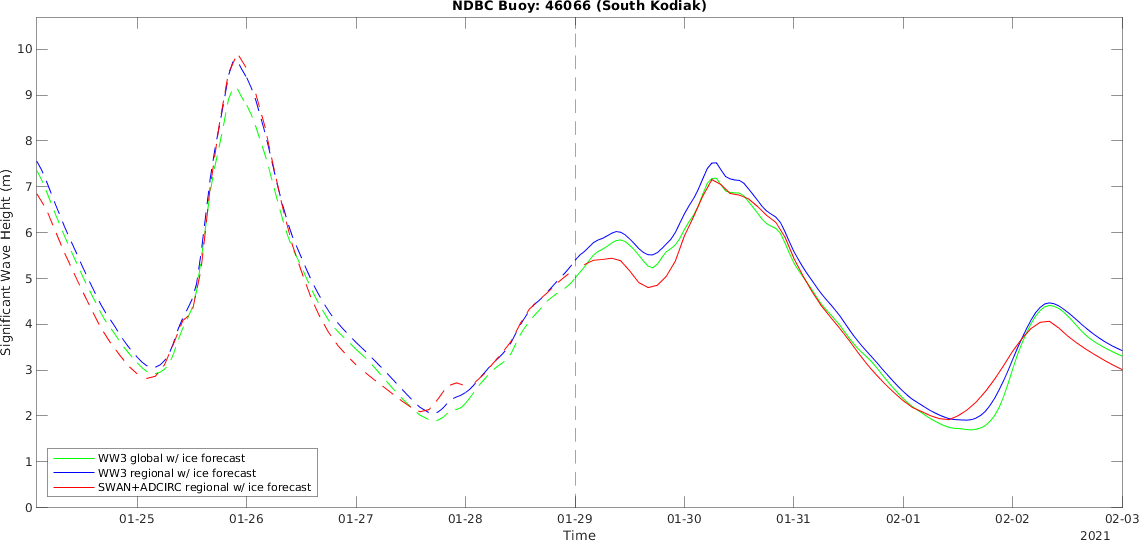 NDBC Buoy: 46066 (South Kodiak)
Significant Wave Height (m)
10
9
8
7
6
5
4
3
2
1
0
WW3 global w/ ice forecast
WW3 regional w/ ice forecast
SWAN+ADCIRC regional w/ ice forecast
01-25 01-26 01-27 01-28 01-29 01-30 01-31 02-01 02-02 02-03
Time
2021